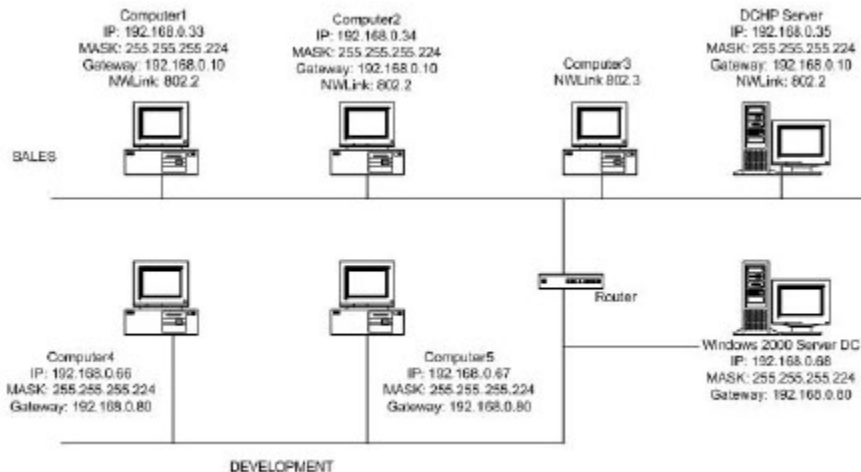 Computer1
IP: 192.168.0.33
MASK: 255.255.255.224
Gateway: 192.168.0.10
NWLink: 802.2
Computer2
IP: 192.168.0.34
MASK: 255.255.255.224
Gateway: 192.168.0.10
NWLink: 802.2
Computer3
NWLink 802.3
DCHP Server
IP: 192.168.0.35
MASK: 255.255.255.224
Gateway: 192.168.0.10
NWLink: 802.2
SALES
Router
Computer4
IP: 192.168.0.66
MASK: 255.255.255.224
Gateway: 192.168.0.80
Computer5
IP: 192.168.0.67
MASK: 255.255.255.224
Gateway: 192.168.0.80
Windows 2000 Server DC
IP: 192.168.0.68
MASK: 255.255.255.224
Gateway: 192.168.0.80
DEVELOPMENT